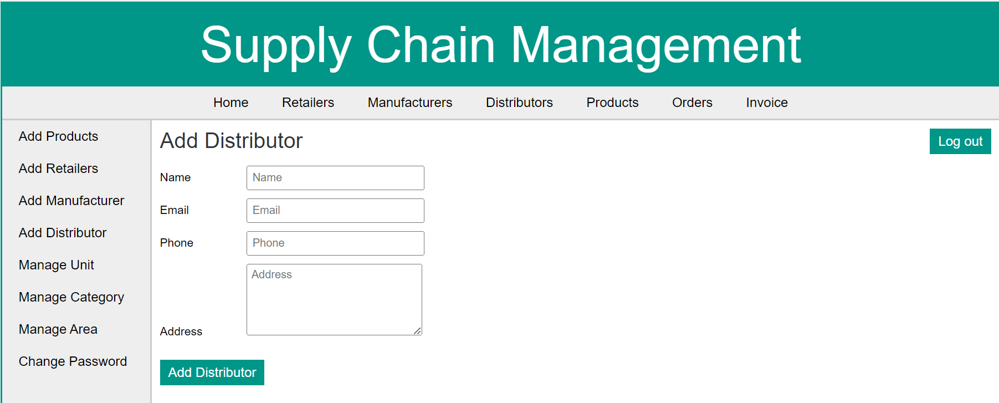 Supply Chain Management
Home Retailers Manufacturers Distributors Products Orders Invoice
Add Products
Add Retailers
Add Manufacturer
Add Distributor
Manage Unit
Manage Category
Manage Area
Change Password
Add Distributor
Log out
Name Name
Email Email
Phone Phone
Address
Address
Add Distributor